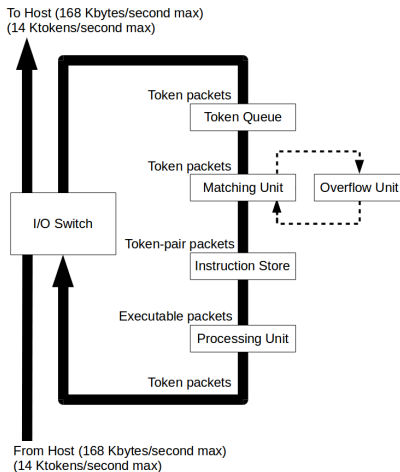 To Host (168 Kbytes/second max)
(14 Ktokens/second max)
Token packets
Token Queue
Token packets
Matching Unit
Overflow Unit
I/O Switch
Token-pair packets
Instruction Store
Executable packets
Processing Unit
Token packets
From Host (168 Kbytes/second max)
(14 Ktokens/second max)